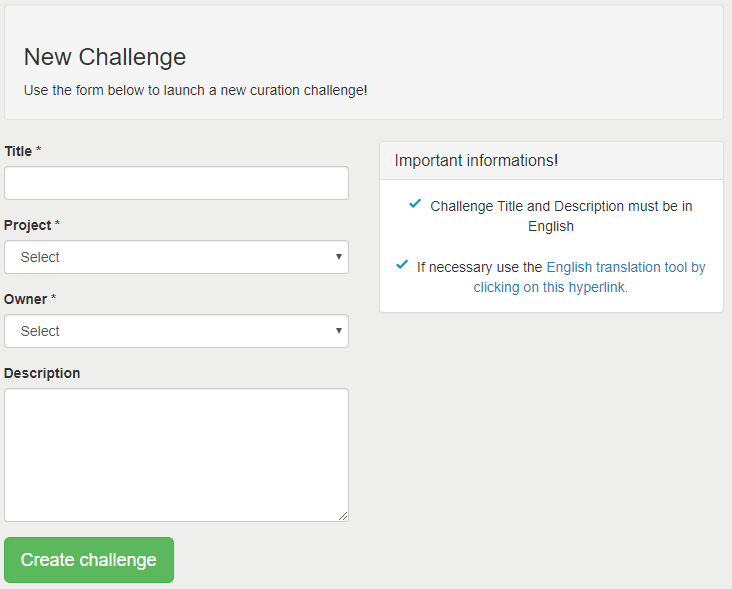 New Challenge
Use the form below to launch a new curation challenge!
Title *
Project *
Select
Owner *
Select
Description
Create challenge
Important informations!
Challenge Title and Description must be in
English
If necessary use the English translation tool by
clicking on this hyperlink.